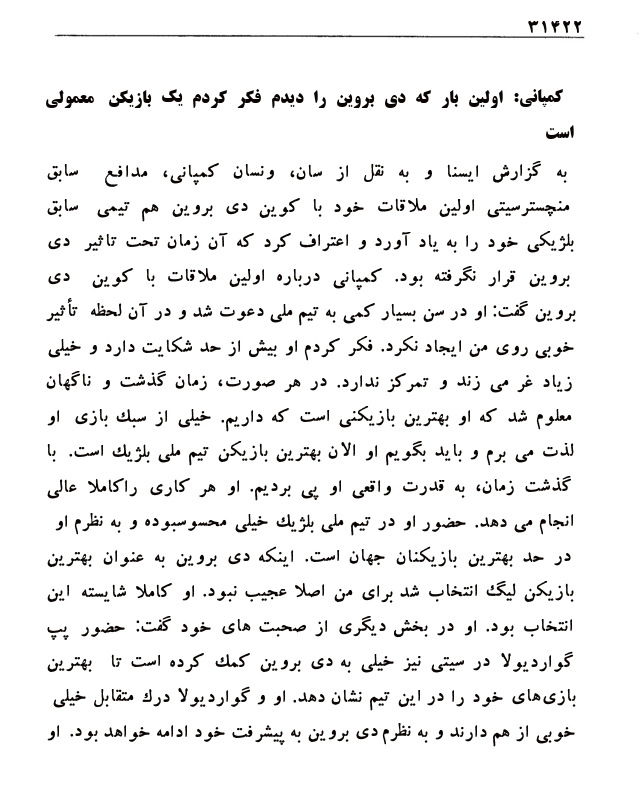 ۳۱۴۲۲
کمپانی: اولین بار که دی بروین را دیدم فکر کردم یک بازیکن معمولی
است
به گزارش ایسنا و به نقل از سان، ونسان کمپانی، مدافع سابق
منچسترسیتی اولین ملاقات خود با کوین دی بروین هم تیمی سابق
بلژیکی خود را به یاد آورد و اعتراف کرد که آن زمان تحت تاثیر دی
بروین قرار نگرفته بود. کمپانی درباره اولین ملاقات با کوین دی
بروین گفت: او در سن بسیار کمی به تیم ملی دعوت شد و در آن لحظه تأثیر
خوبی روی من ایجاد نکرد. فکر کردم او بیش از حد شکایت دارد و خیلی
زیاد غر می زند و تمرکز ندارد. در هر صورت، زمان گذشت و ناگهان
معلوم شد که او بهترین بازیکنی است که داریم. خیلی از سبک بازی او
لذت می برم و باید بگویم او الان بهترین بازیکن تیم ملی بلژیک است. با
گذشت زمان، به قدرت واقعی او پی بردیم. او هر کاری راکاملا عالی
انجام می دهد. حضور او در تیم ملی بلژیک خیلی محسوسبوده و به نظرم او
در حد بهترین بازیکنان جهان است. اینکه دی بروین به عنوان بهترین
بازیکن لیگ انتخاب شد برای من اصلا عجیب نبود. او کاملا شایسته این
انتخاب بود. او در بخش دیگری از صحبت های خود گفت: حضور پپ
گواردیولا در سیتی نیز خیلی به دی بروین کمک کرده است تا بهترین
بازی‌های خود را در این تیم نشان دهد. او و گواردیولا درک متقابل خیلی
خوبی از هم دارند و به نظرم دی بروین به پیشرفت خود ادامه خواهد بود. او